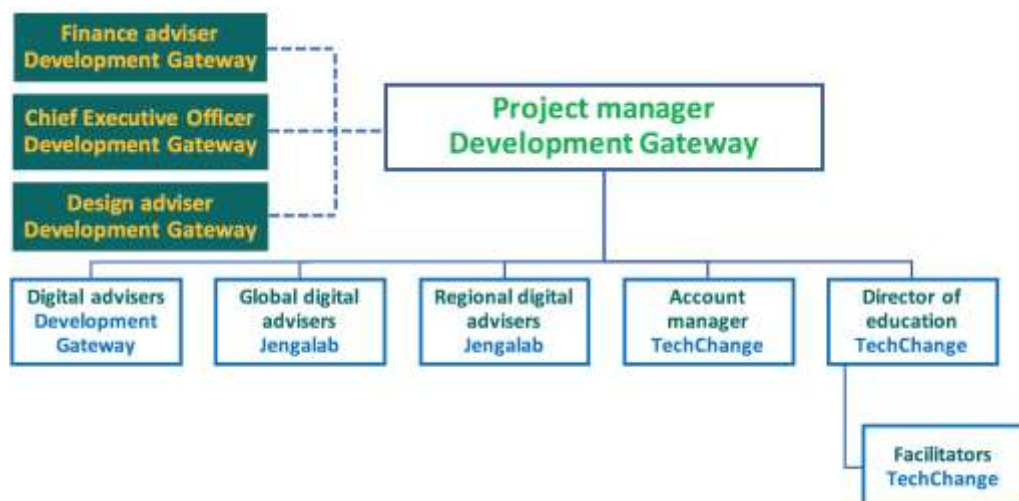 Finance adviser
Development Gateway
Chief Executive Officer
Development Gateway
Design adviser
Development Gateway
Project manager
Development Gateway
Digital advisers
Development
Gateway
Global digital
advisers
Jengalab
Regional digital
advisers
Jengalab
Account
manager
TechChange
Director of
education
TechChange
Facilitators
TechChange